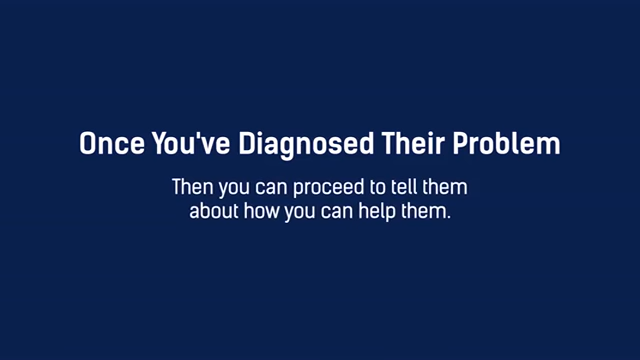 Once You've Diagnosed Their Problem
Then you can proceed to tell them
about how you can help them.